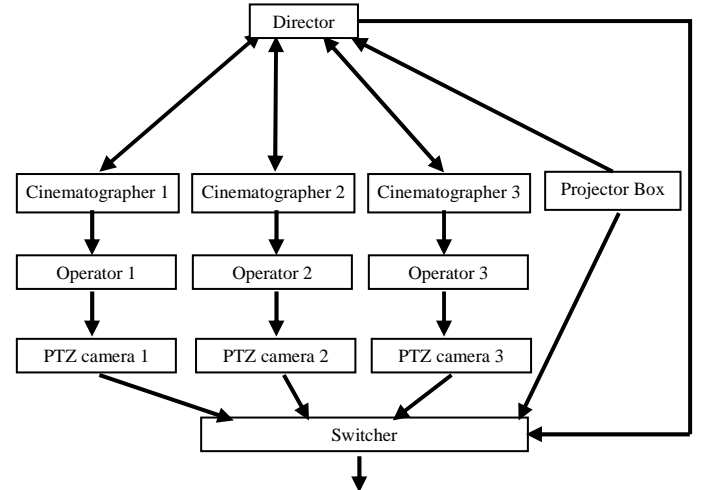 Director
Cinematographer 1
Cinematographer 2
Cinematographer 3
Projector Box
Operator 1
Operator 2
Operator 3
PTZ camera 1
PTZ camera 2
PTZ camera 3
Switcher